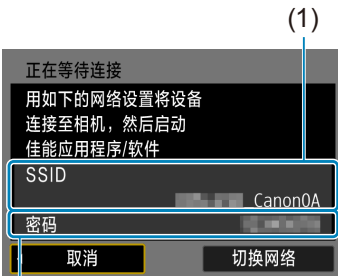 (1)
正在等待连接
用如下的网络设置将设备
连接至相机，然后启动
佳能应用程序/软件
SSID
Canon0A
密码
取消
切换网络